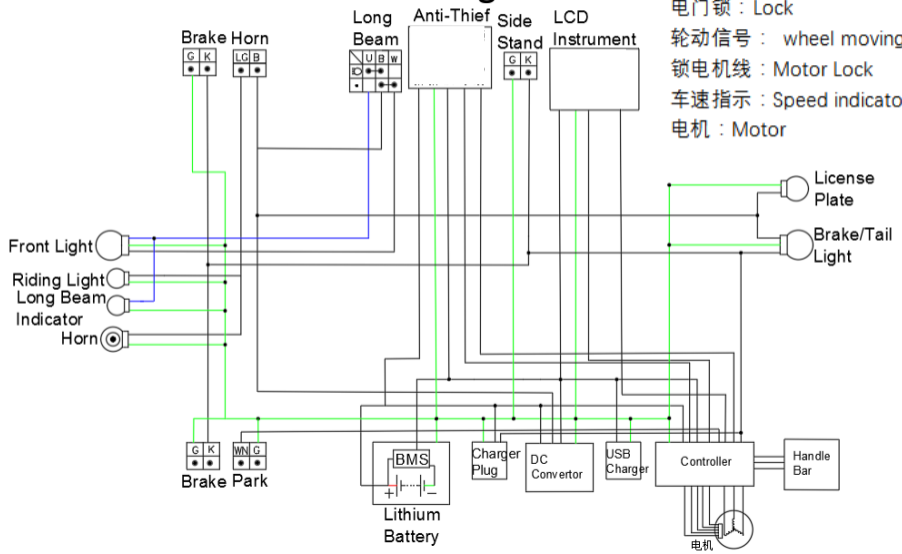 Brake
Horn
Long
Beam
Anti-Thief
Side
Stand
LCD
Instrument
电门锁：Lock
轮动信号： wheel moving
锁电机线：Motor Lock
车速指示：Speed indicato
电机：Motor
G K
LG B
U B W
G K
License
Plate
Brake/Tail
Light
Front Light
Riding Light
Long Beam
Indicator
Horn
G K
WN G
Brake
Park
BMS
+ −
Lithium
Battery
Charger
Plug
DC
Convertor
USB
Charger
Controller
Handle
Bar
电机